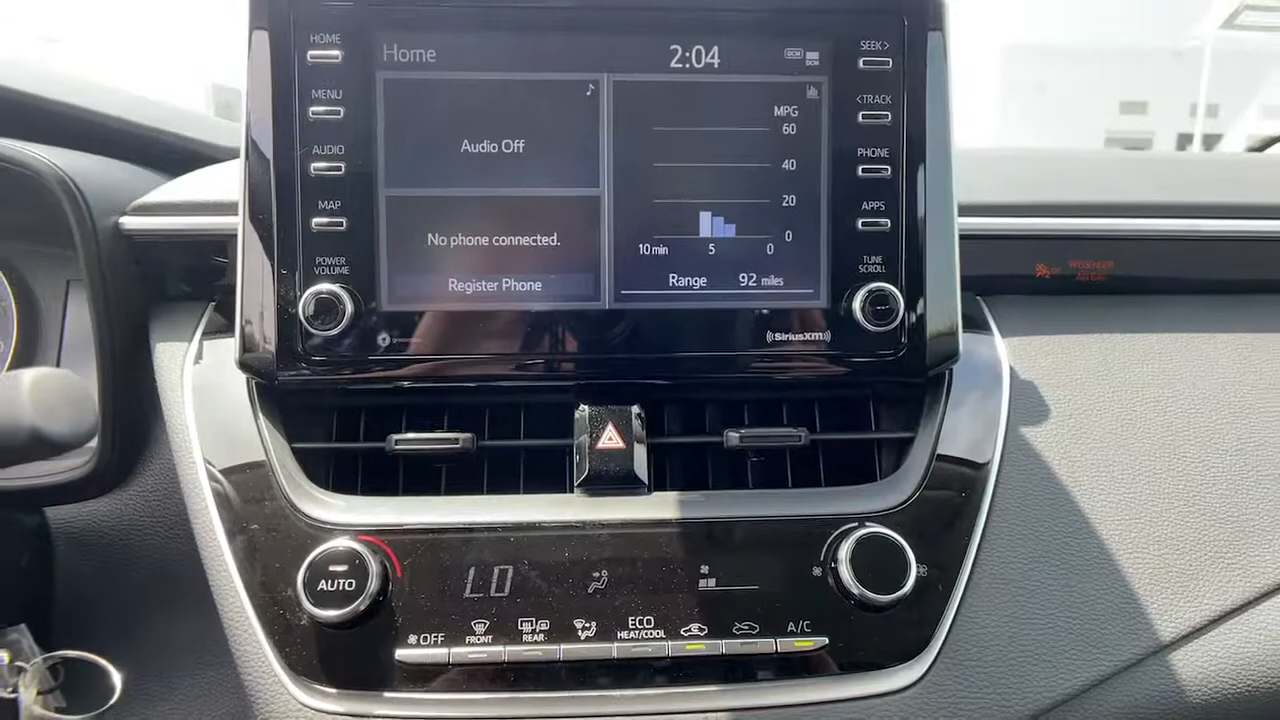 HOME
MENU
AUDIO
MAP
POWER
VOLUME
Home
2:04
DCM
Audio Off
No phone connected.
Register Phone
MPG
60
40
20
0
10 min 5 0
Range 92 miles
SEEK >
< TRACK
PHONE
APPS
TUNE
SCROLL
((SiriusXM))
PASSENGER
AUTO
LO
OFF
FRONT
REAR
ECO
HEAT/COOL
A/C